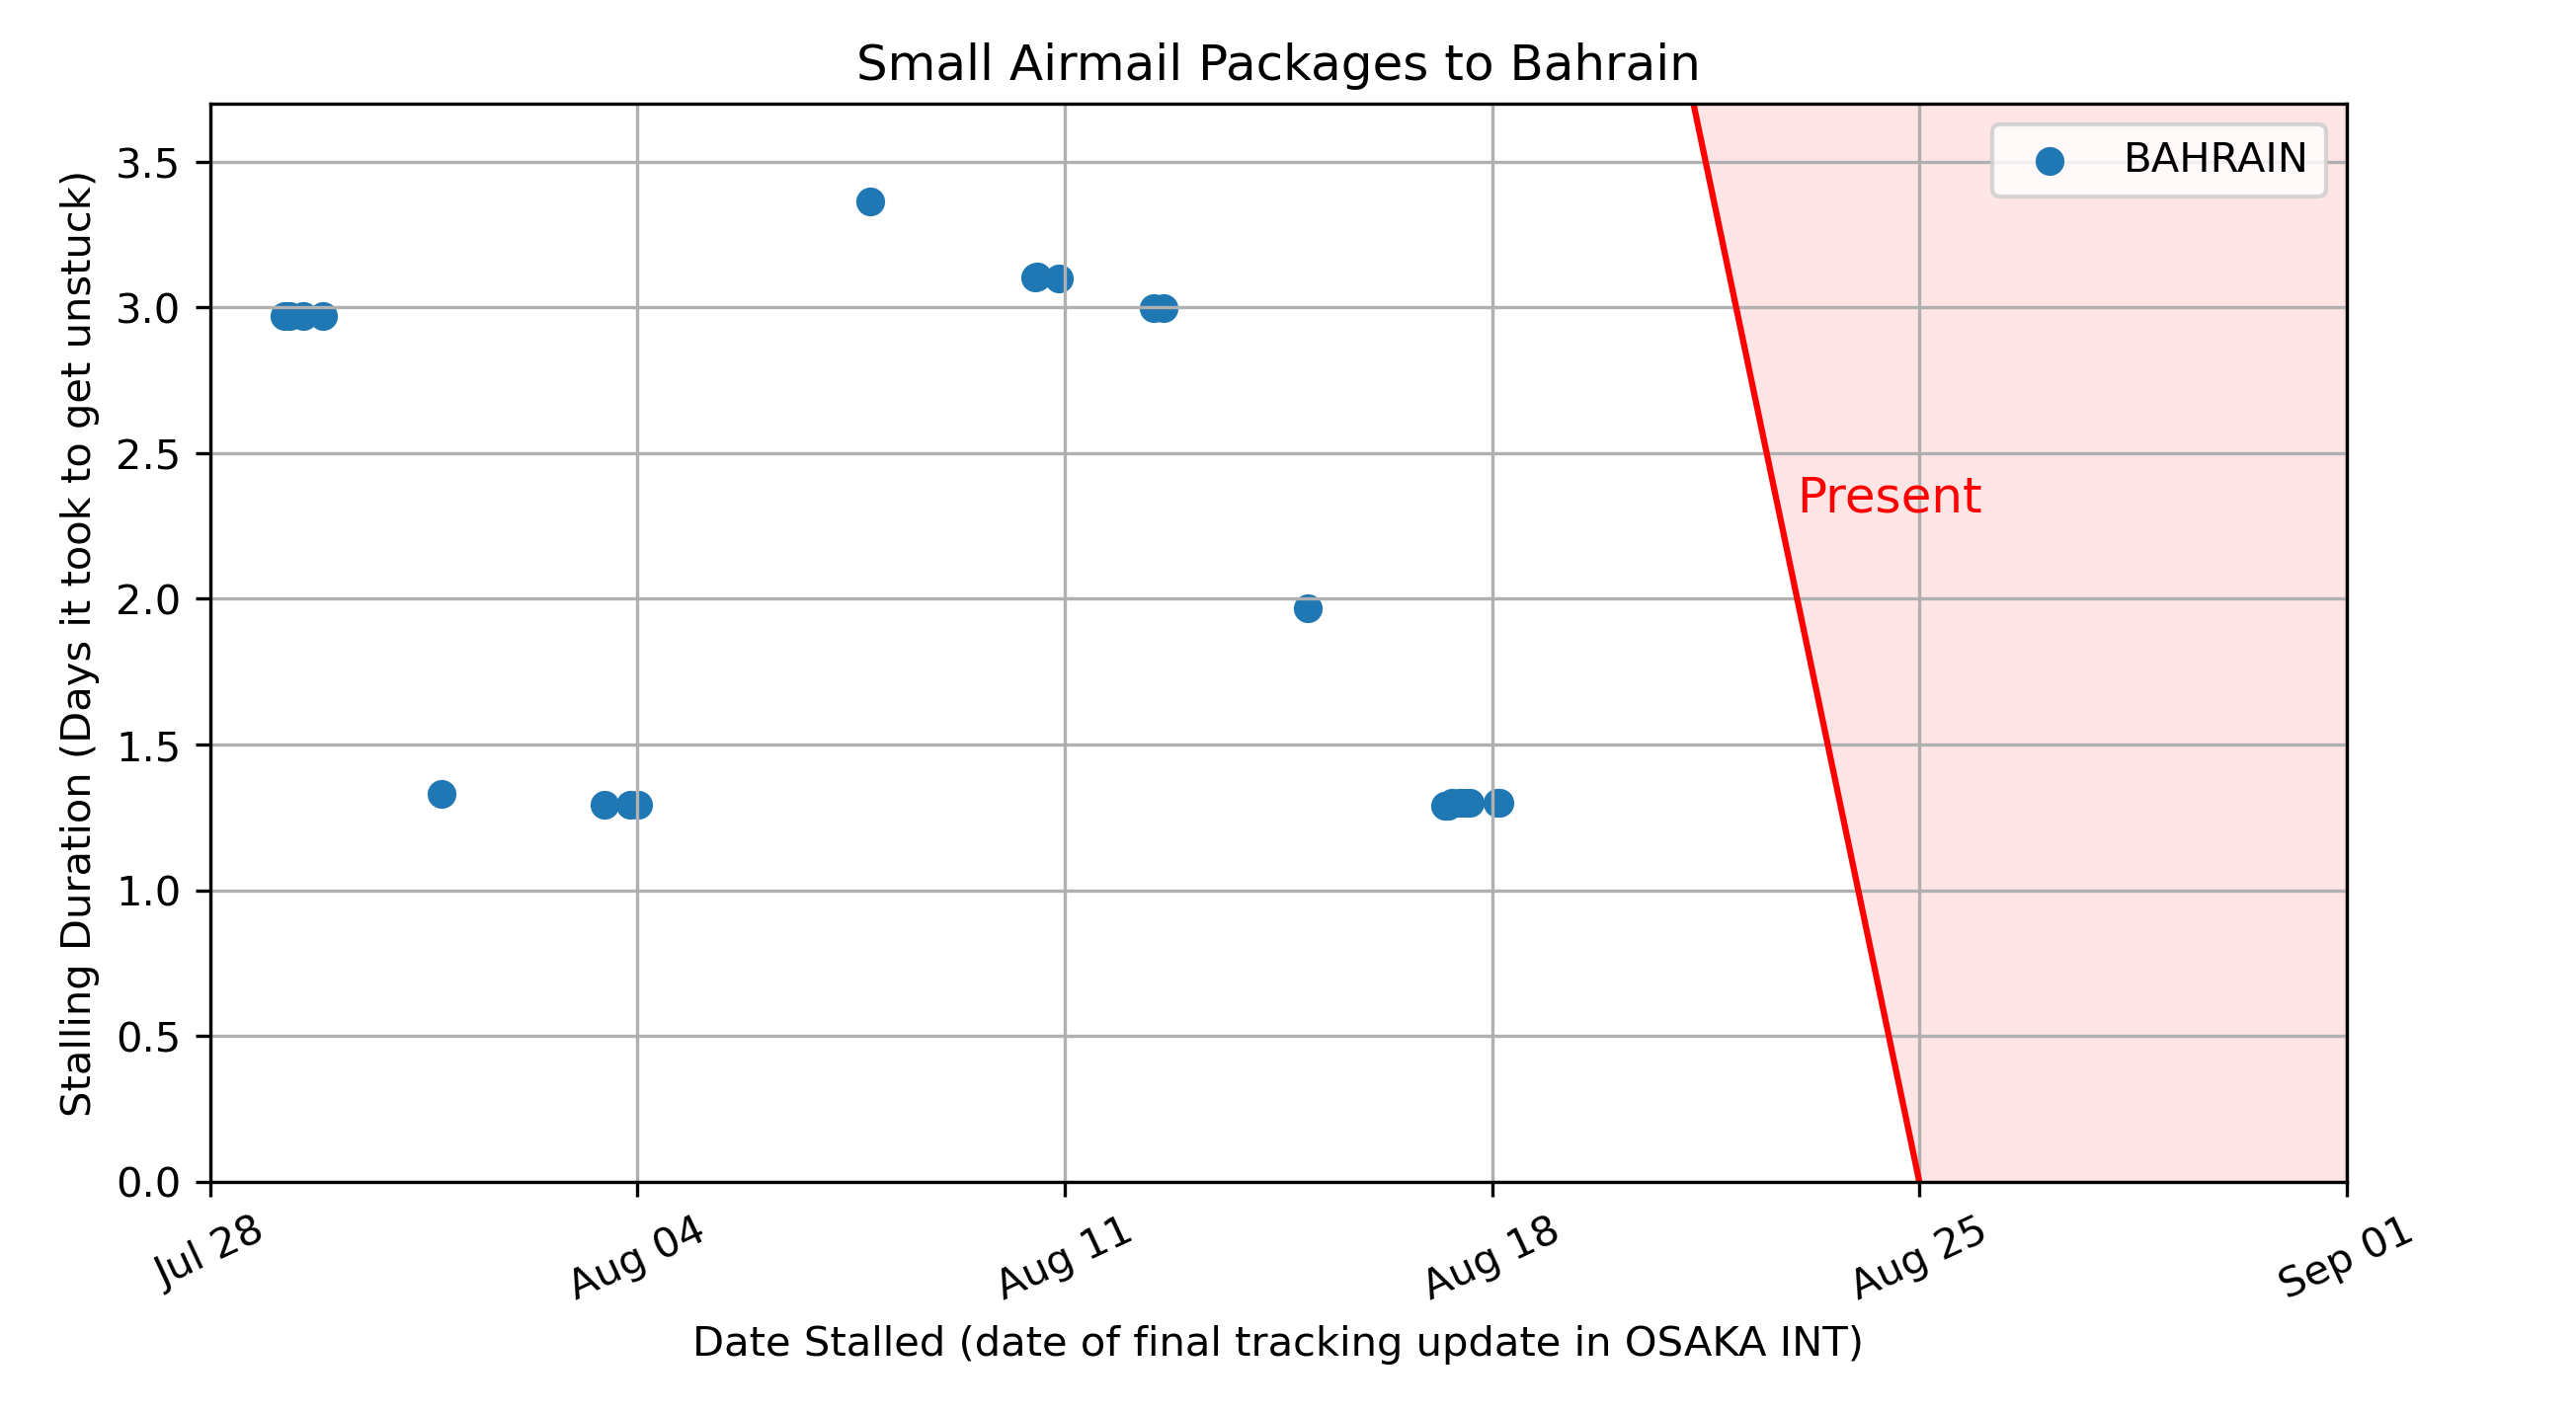 Small Airmail Packages to Bahrain
Stalling Duration (Days it took to get unstuck)
3.5
3.0
2.5
2.0
1.5
1.0
0.5
0.0
BAHRAIN
Present
Jul 28
Aug 04
Aug 11
Aug 18
Aug 25
Sep 01
Date Stalled (date of final tracking update in OSAKA INT)